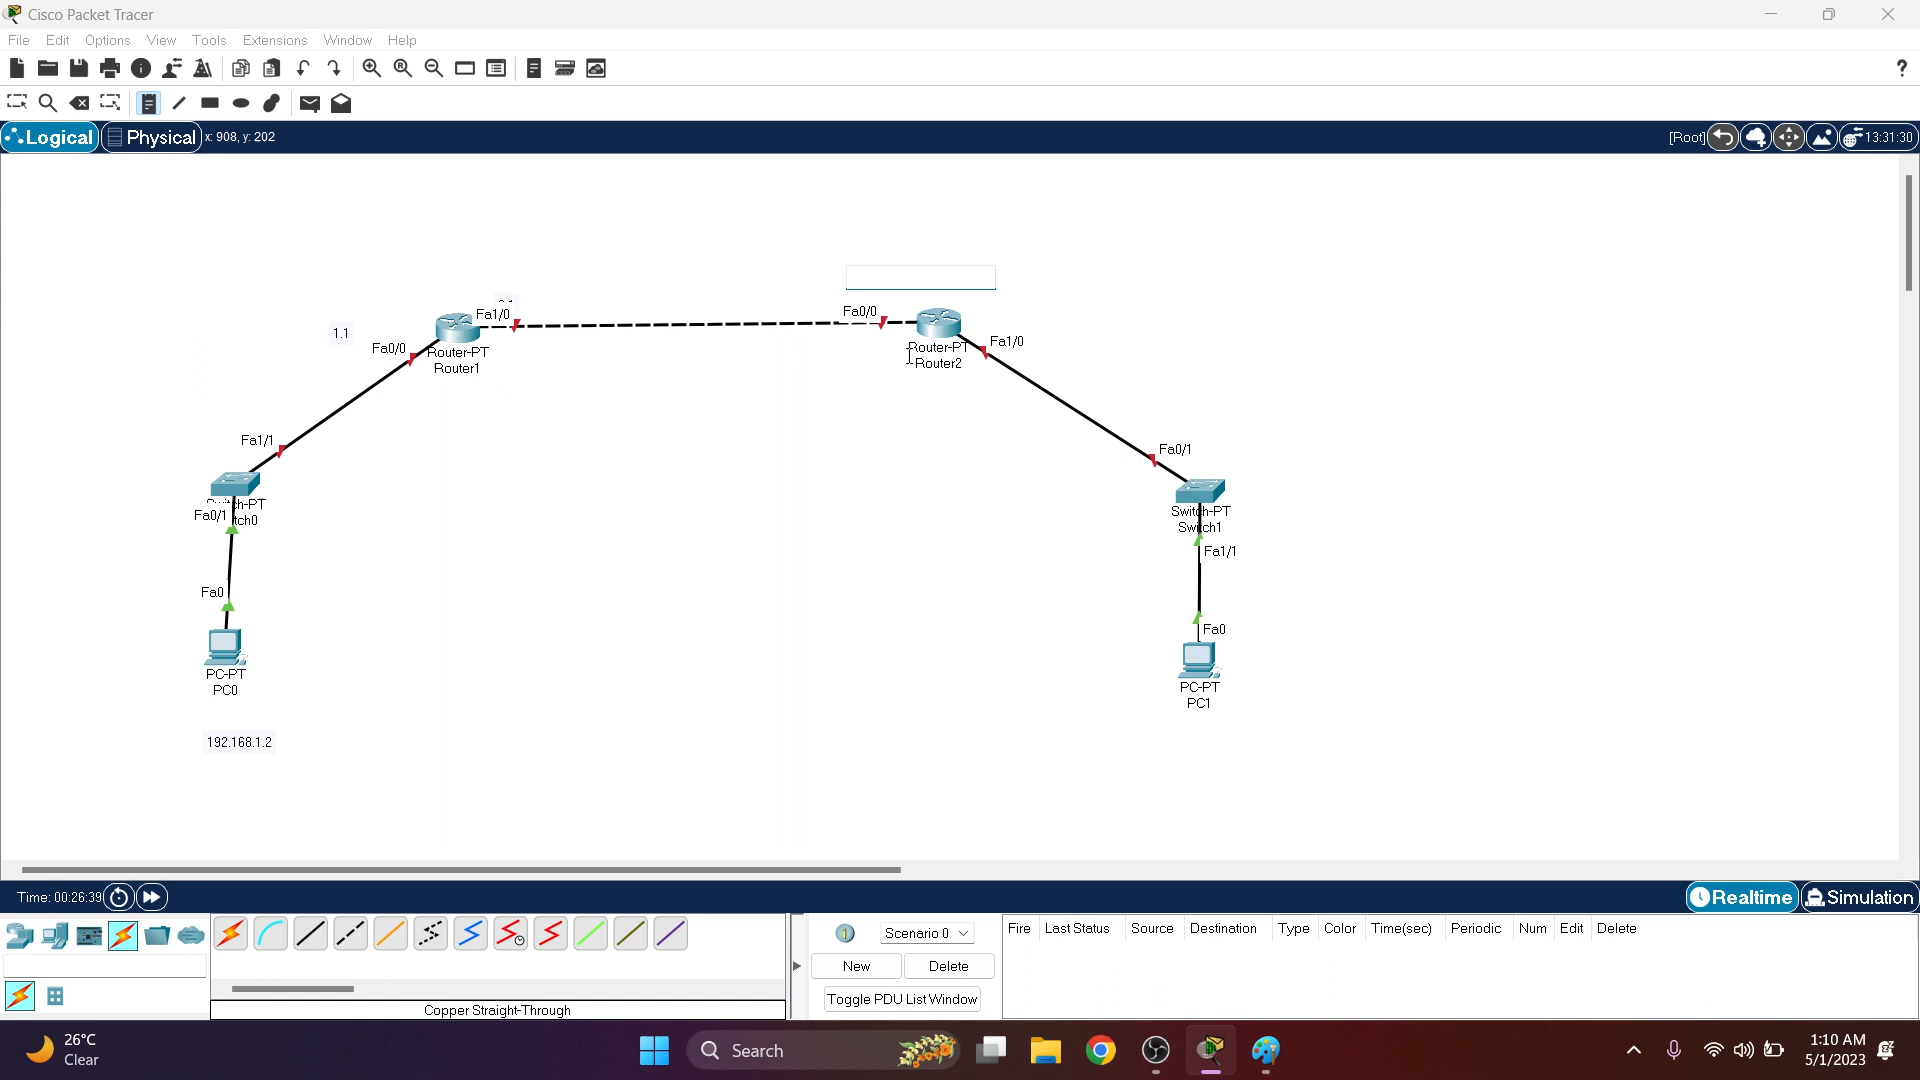 Cisco Packet Tracer
File Edit Options View Tools Extensions Window Help
?
Logical Physical x: 908, y: 202 [Root] 13:31:30
Fa1/0
Fa0/0
1.1
Fa0/0
Router-PT
Router1
Router-PT
Router2
Fa1/0
Fa1/1
Fa0/1
Fa0/1
Switch-PT
Switch1
Fa1/1
Fa0
Fa0
PC-PT
PC0
PC-PT
PC1
192.168.1.2
Time: 00:26:39 Realtime Simulation
Scenario 0
New Delete
Toggle PDU List Window
Fire Last Status Source Destination Type Color Time(sec) Periodic Num Edit Delete
Copper Straight-Through
26°C
Clear
Search
1:10 AM
5/1/2023